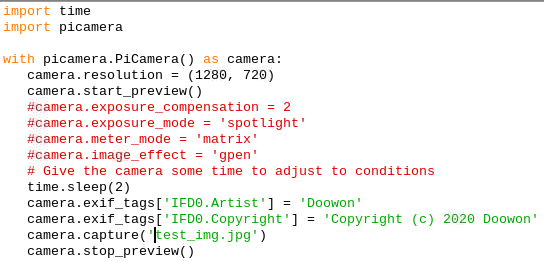 import time
import picamera
with picamera.PiCamera() as camera:
camera.resolution = (1280, 720)
camera.start_preview()
#camera.exposure_compensation = 2
#camera.exposure_mode = 'spotlight'
#camera.meter_mode = 'matrix'
#camera.image_effect = 'gpen'
# Give the camera some time to adjust to conditions
time.sleep(2)
camera.exif_tags['IFD0.Artist'] = 'Doowon'
camera.exif_tags['IFD0.Copyright'] = 'Copyright (c) 2020 Doowon'
camera.capture('test_img.jpg')
camera.stop_preview()